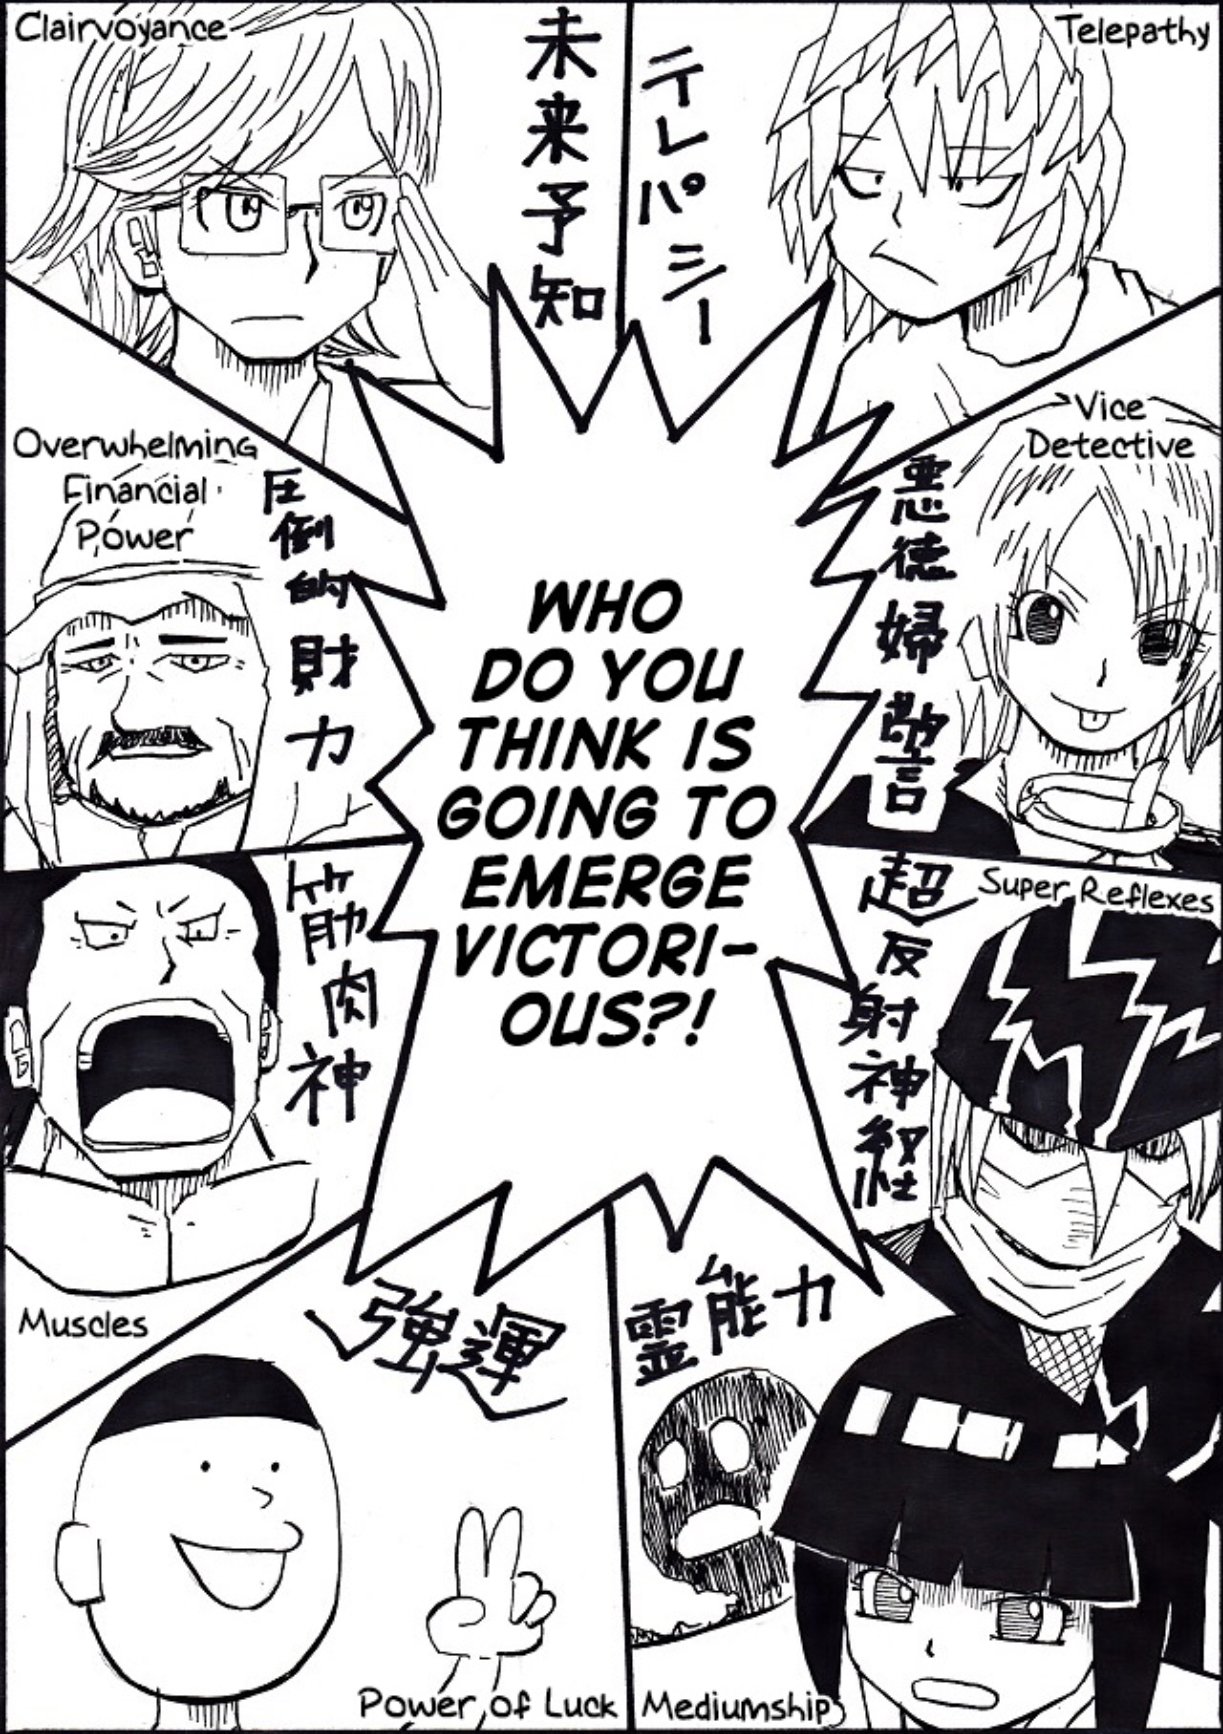 Clairvoyance
未来予知
Telepathy
テレパシー
Overwhelming
Financial
Power
圧倒的財力
Vice
Detective
悪徳婦警
WHO
DO YOU
THINK IS
GOING TO
EMERGE
VICTORI-
OUS?!
筋肉神
Muscles
超反射神経
Super Reflexes
強運
Power of Luck
霊能力
Mediumship